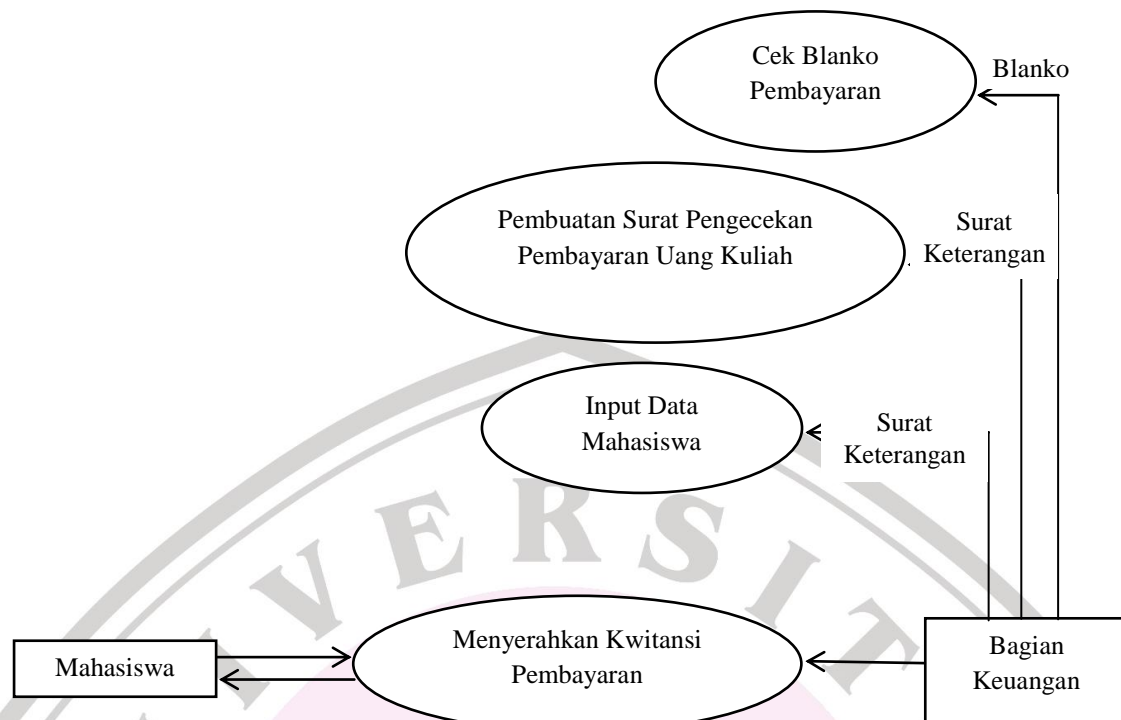 Cek Blanko
Pembayaran
Blanko
Pembuatan Surat Pengecekan
Pembayaran Uang Kuliah
Surat
Keterangan
Input Data
Mahasiswa
Surat
Keterangan
IVERSIT
Mahasiswa
Menyerahkan Kwitansi
Pembayaran
Bagian
Keuangan